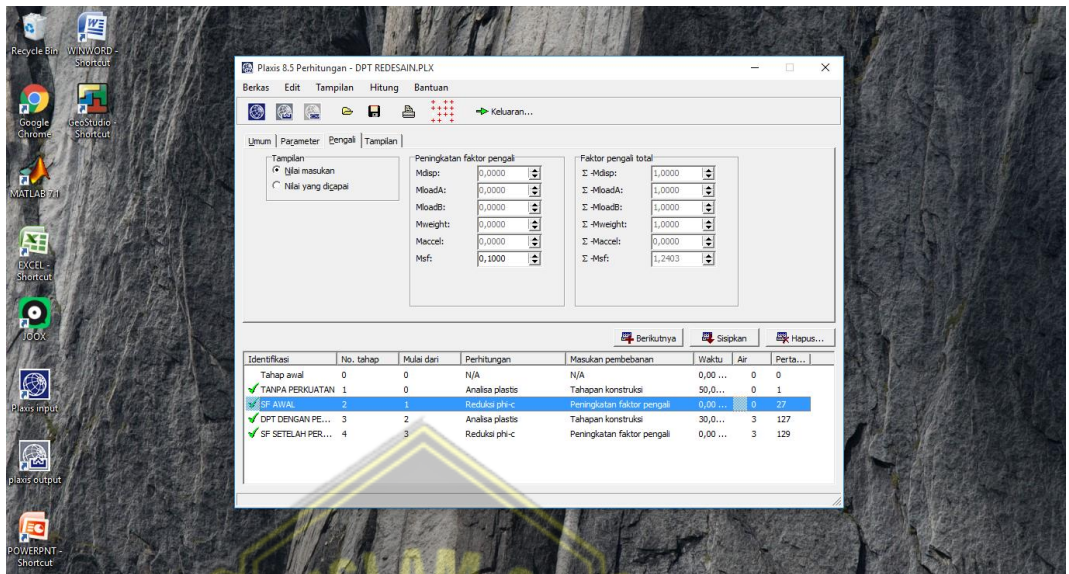 Recycle Bin
WINWORD - Shortcut
Google Chrome
GeoStudio - Shortcut
MATLAB 7.1
EXCEL - Shortcut
JOOX
Plaxis input
plaxis output
POWERPNT - Shortcut
Plaxis 8.5 Perhitungan - DPT REDESAIN.PLX
Berkas Edit Tampilan Hitung Bantuan
Keluaran...
Umum Parameter Pengali Tampilan
Tampilan
Nilai masukan
Nilai yang dicapai
Peningkatan faktor pengali
Mdisp: 0,0000
MloadA: 0,0000
MloadB: 0,0000
Mweight: 0,0000
Maccel: 0,0000
Msf: 0,1000
Faktor pengali total
Σ -Mdisp: 1,0000
Σ -MloadA: 1,0000
Σ -MloadB: 1,0000
Σ -Mweight: 1,0000
Σ -Maccel: 0,0000
Σ -Msf: 1,2403
Berikutnya Sisipkan Hapus...
Identifikasi No. tahap Mulai dari Perhitungan Masukan pembebanan Waktu Air Perta...
Tahap awal 0 0 N/A N/A 0,00 ... 0 0
TANPA PERKUATAN 1 0 Analisa plastis Tahapan konstruksi 50,0... 0 1
SF AWAL 2 1 Reduksi phi-c Peningkatan faktor pengali 0,00 ... 0 27
DPT DENGAN PE... 3 2 Analisa plastis Tahapan konstruksi 30,0... 3 127
SF SETELAH PER... 4 3 Reduksi phi-c Peningkatan faktor pengali 0,00 ... 3 129